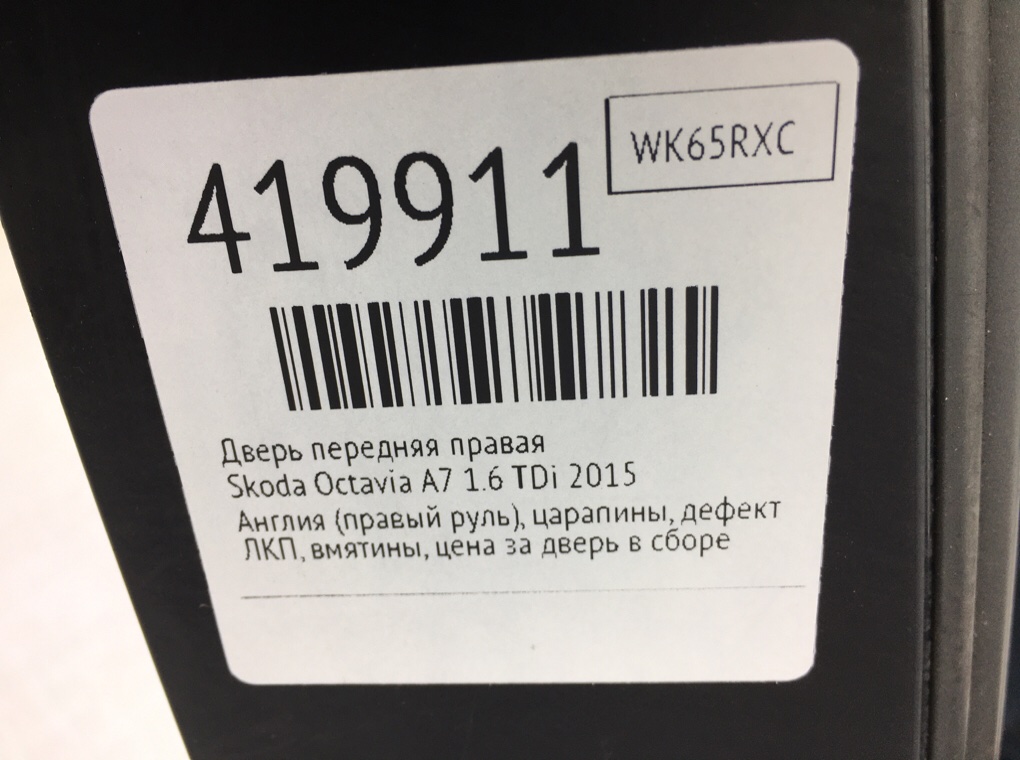 WK65RXC
419911
Дверь передняя правая
Skoda Octavia A7 1.6 TDi 2015
Англия (правый руль), царапины, дефект
ЛКП, вмятины, цена за дверь в сборе